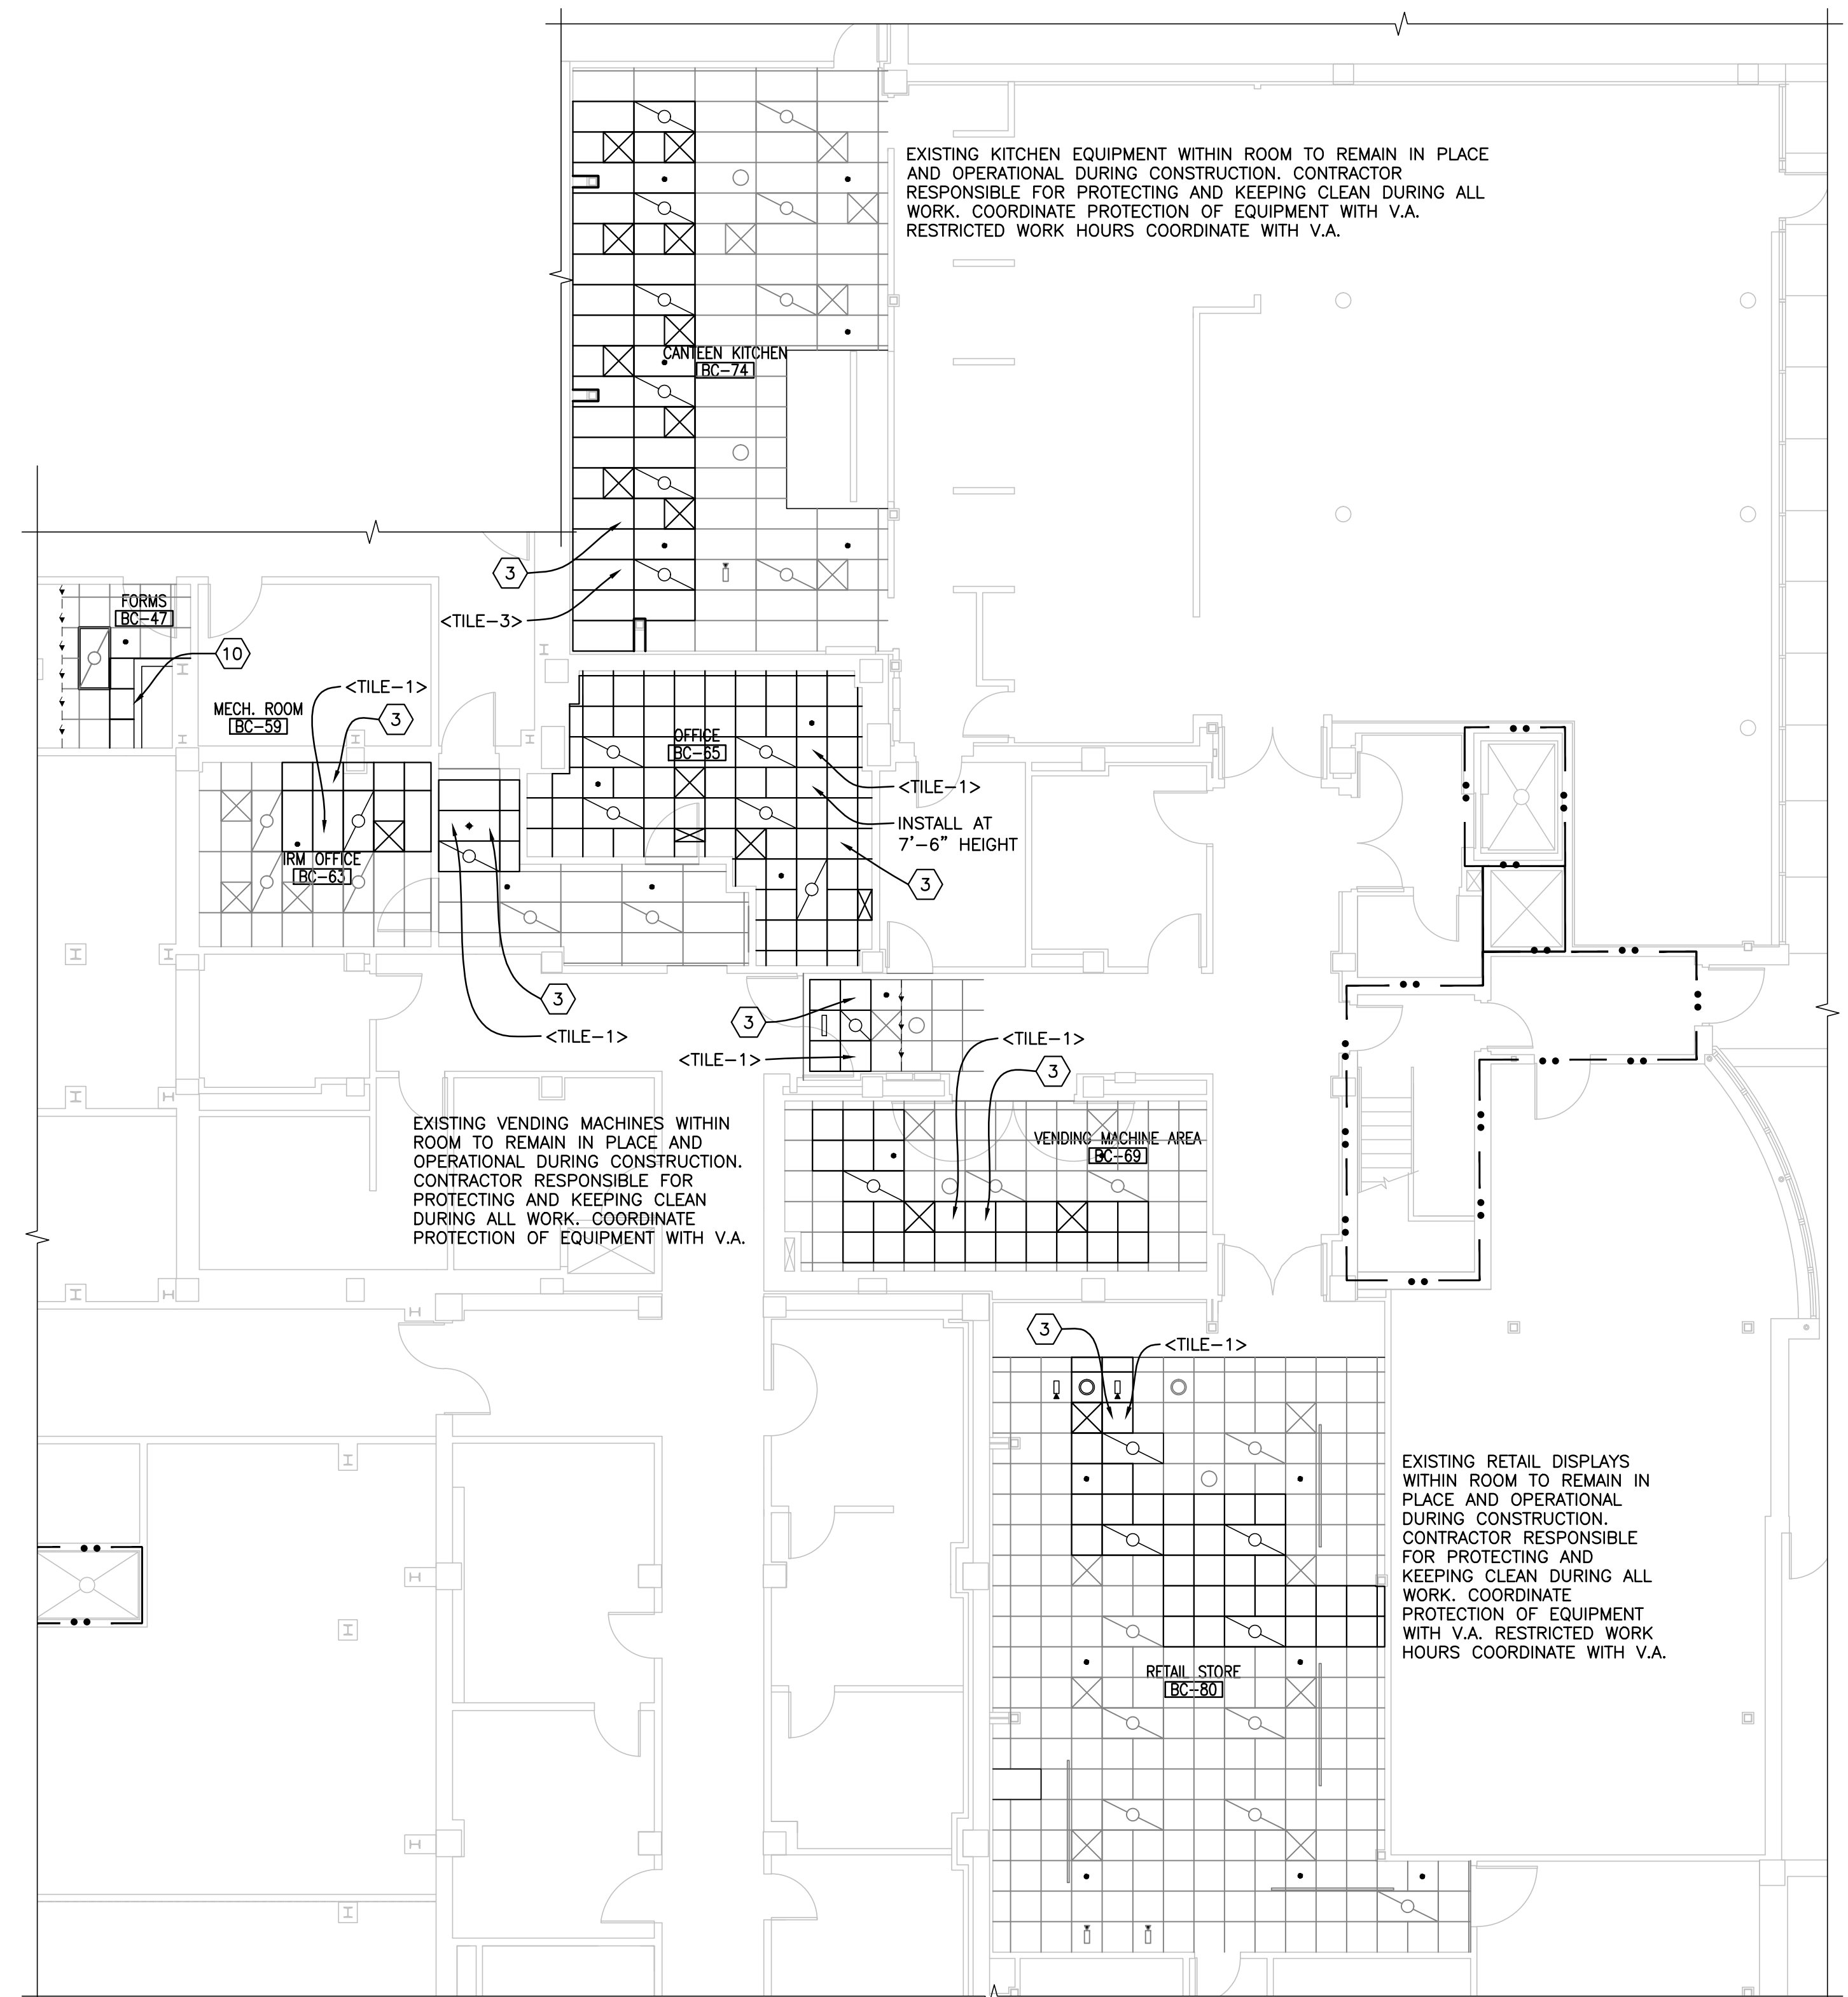 EXISTING KITCHEN EQUIPMENT WITHIN ROOM TO REMAIN IN PLACE
AND OPERATIONAL DURING CONSTRUCTION. CONTRACTOR
RESPONSIBLE FOR PROTECTING AND KEEPING CLEAN DURING ALL
WORK. COORDINATE PROTECTION OF EQUIPMENT WITH V.A.
RESTRICTED WORK HOURS COORDINATE WITH V.A.
CANTEEN KITCHEN
BC-74
3
<TILE-3>
FORMS
BC-47
10
<TILE-1>
MECH. ROOM
BC-59
3
OFFICE
BC-65
<TILE-1>
INSTALL AT
7'-6" HEIGHT
3
IRM OFFICE
BC-63
3
<TILE-1>
3
<TILE-1>
<TILE-1>
3
EXISTING VENDING MACHINES WITHIN
ROOM TO REMAIN IN PLACE AND
OPERATIONAL DURING CONSTRUCTION.
CONTRACTOR RESPONSIBLE FOR
PROTECTING AND KEEPING CLEAN
DURING ALL WORK. COORDINATE
PROTECTION OF EQUIPMENT WITH V.A.
VENDING MACHINE AREA
BC-69
3
<TILE-1>
EXISTING RETAIL DISPLAYS
WITHIN ROOM TO REMAIN IN
PLACE AND OPERATIONAL
DURING CONSTRUCTION.
CONTRACTOR RESPONSIBLE
FOR PROTECTING AND
KEEPING CLEAN DURING ALL
WORK. COORDINATE
PROTECTION OF EQUIPMENT
WITH V.A. RESTRICTED WORK
HOURS COORDINATE WITH V.A.
RETAIL STORE
BC-80